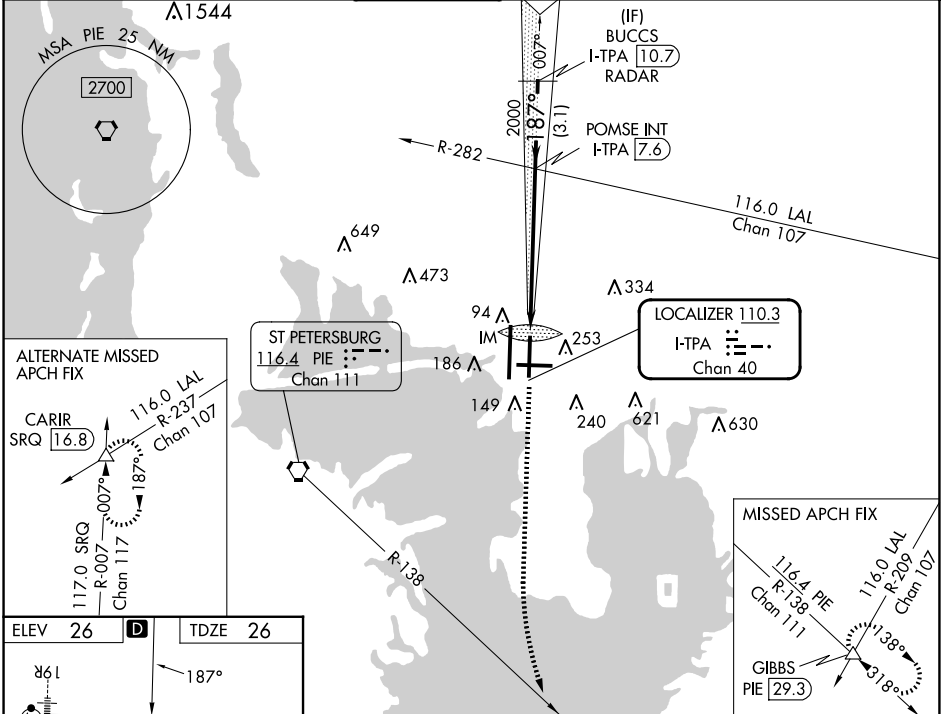 1544
MSA PIE 25 NM
2700
(IF)
BUCCS
I-TPA 10.7
RADAR
007°
2000
187°
(3.1)
POMSE INT
I-TPA 7.6
R-282
116.0 LAL
Chan 107
649
473
334
94
IM
253
186
149
240
621
630
LOCALIZER 110.3
I-TPA
Chan 40
ST PETERSBURG
116.4 PIE
Chan 111
R-138
ALTERNATE MISSED
APCH FIX
CARIR
SRQ 16.8
116.0 LAL
R-237
Chan 107
007°
187°
117.0 SRQ
R-007
Chan 117
MISSED APCH FIX
116.4 PIE
R-138
Chan 111
116.0 LAL
R-209
Chan 107
138°
318°
GIBBS
PIE 29.3
ELEV 26
D
TDZE 26
187°
19R